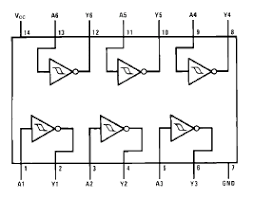 VCC A6 Y6 A5 Y5 A4 Y4
14 13 12 11 10 9 8
1 2 3 4 5 6 7
A1 Y1 A2 Y2 A3 Y3 GND